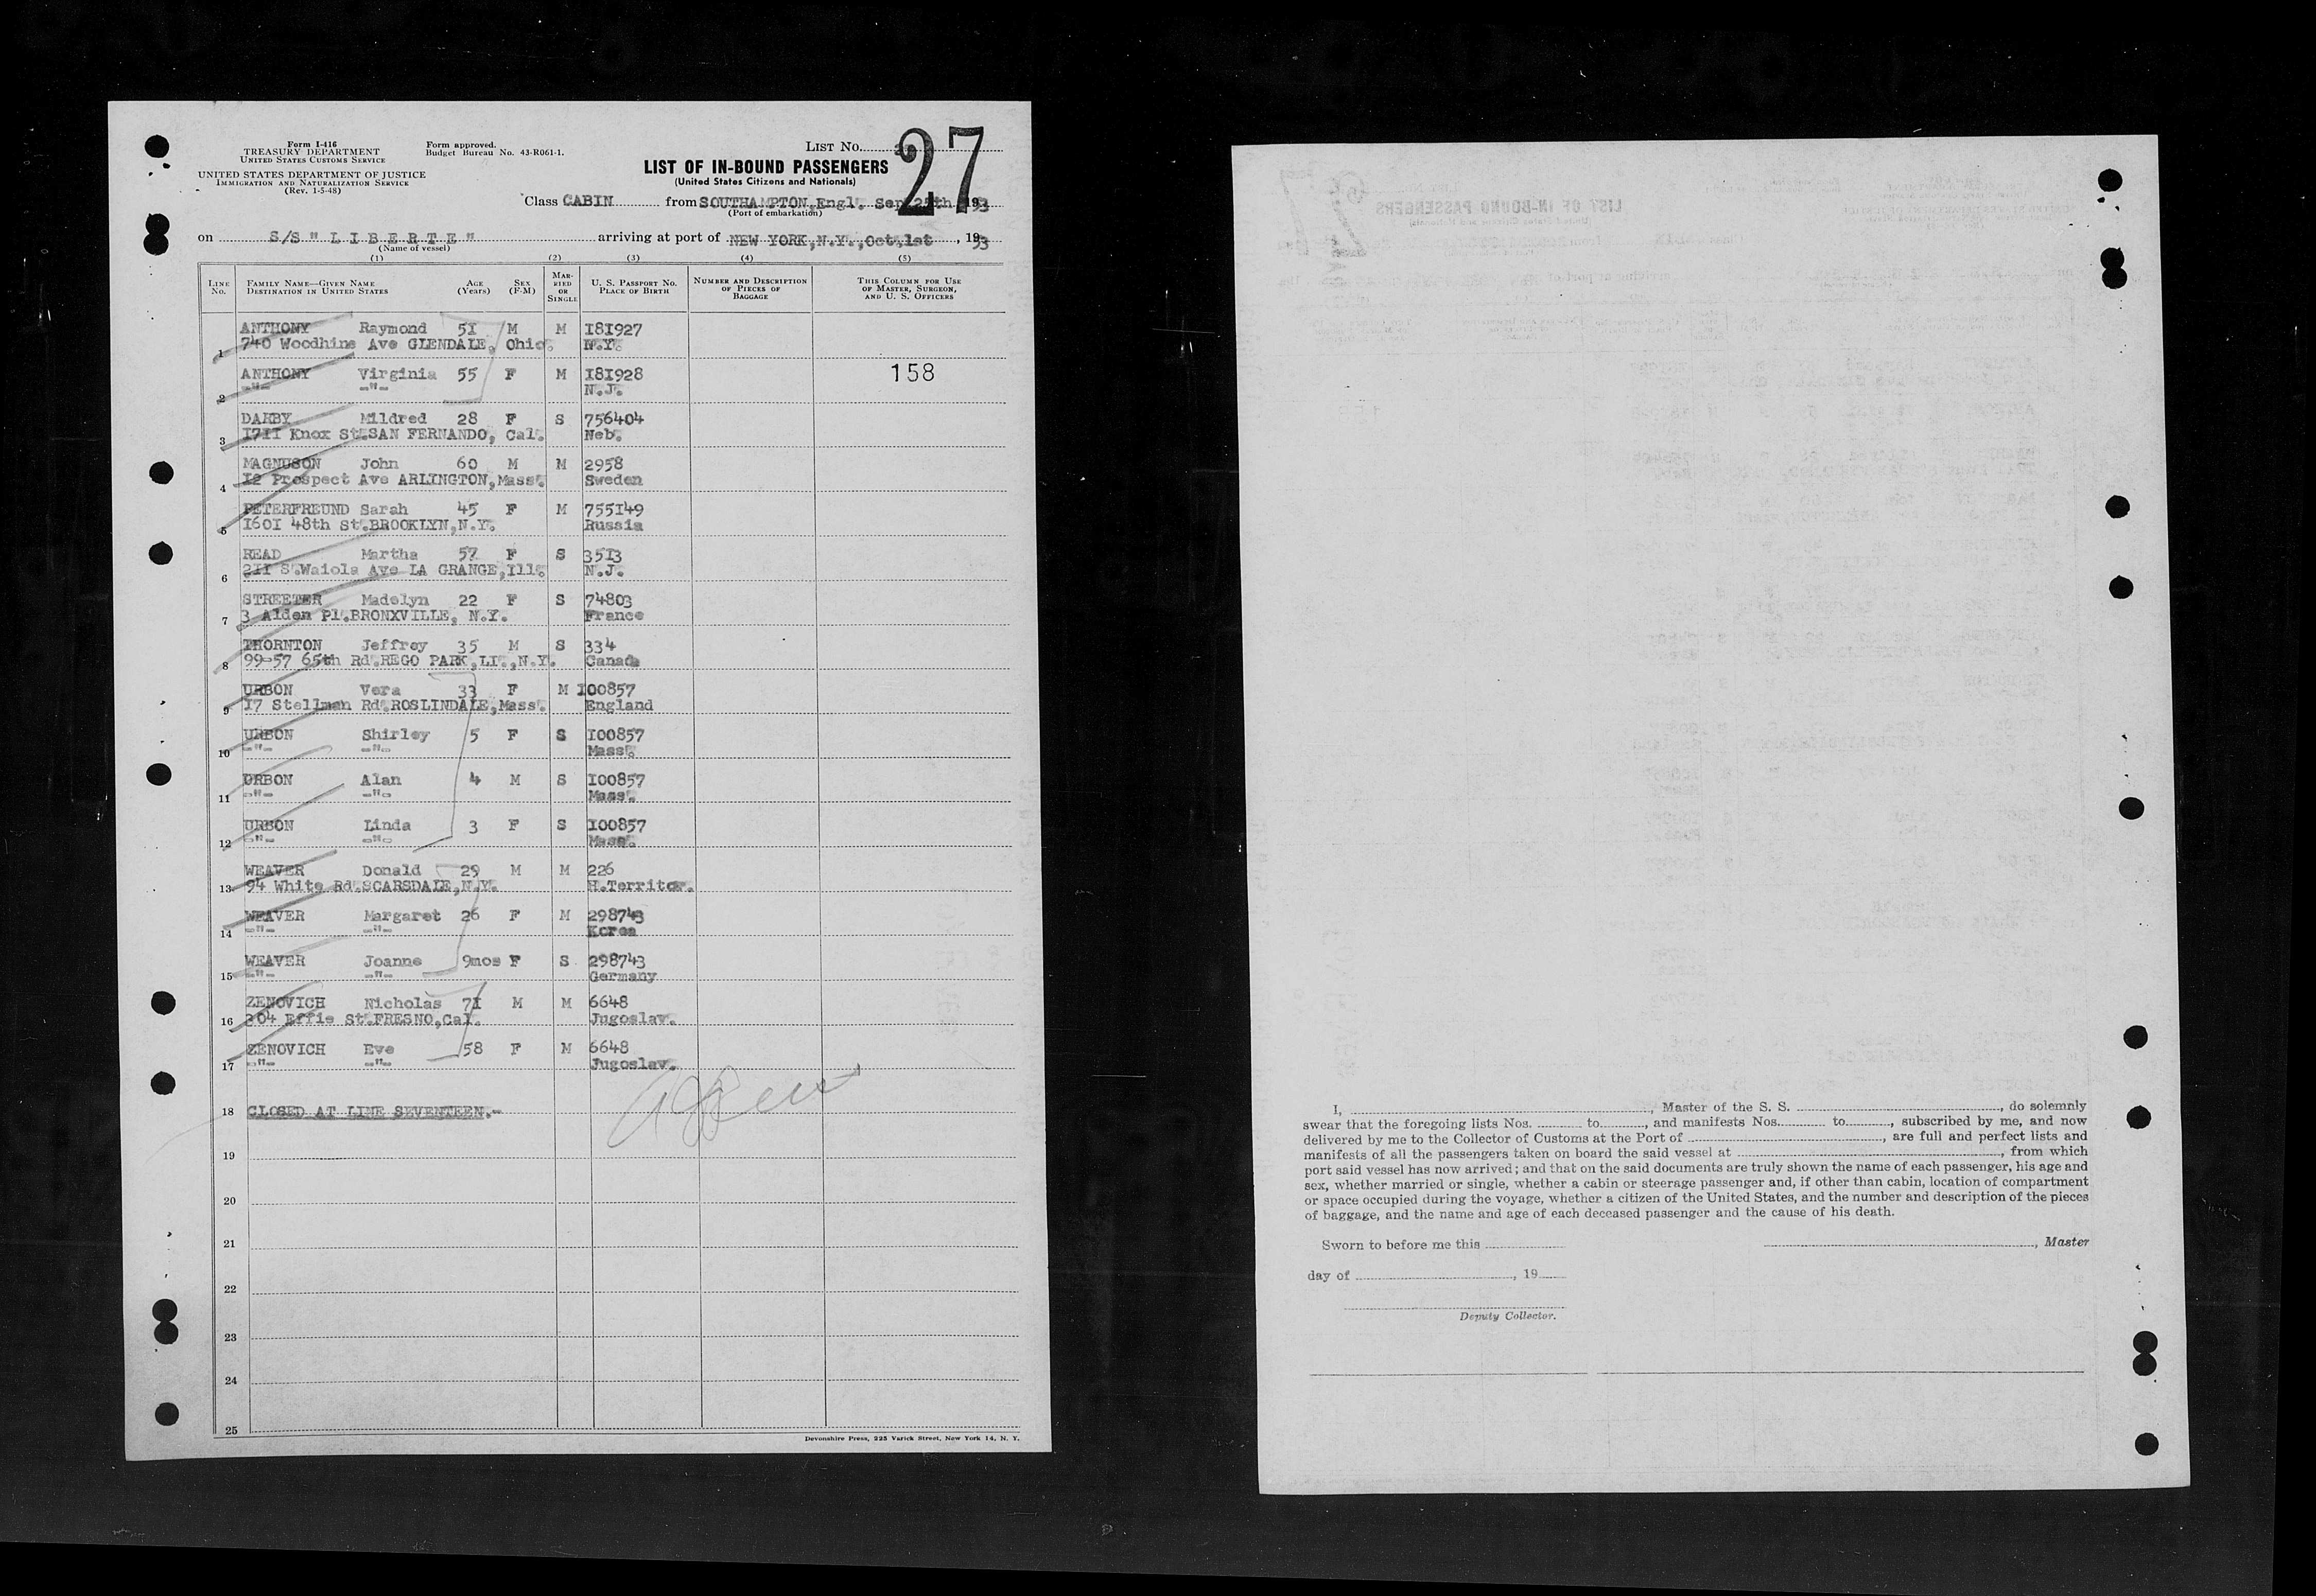 Form I-416
TREASURY DEPARTMENT
UNITED STATES CUSTOMS SERVICE
UNITED STATES DEPARTMENT OF JUSTICE
IMMIGRATION AND NATURALIZATION SERVICE
(Rev. 1-5-48)
Form approved.
Budget Bureau No. 43-R061-1.
LIST NO. 27
LIST OF IN-BOUND PASSENGERS
(United States Citizens and Nationals)
Class CABIN from SOUTHAMPTON,Engl. Sep 25th 1953
(Port of embarkation)
on S/S " L I B E R T E " arriving at port of NEW YORK,N.Y.,Oct,1st , 1953
(Name of vessel)
(1) (2) (3) (4) (5)
LINE NO. FAMILY NAME—GIVEN NAME DESTINATION IN UNITED STATES AGE (Years) SEX (F-M) MARRIED OR SINGLE U. S. PASSPORT NO. PLACE OF BIRTH NUMBER AND DESCRIPTION OF PIECES OF BAGGAGE THIS COLUMN FOR USE OF MASTER, SURGEON, AND U. S. OFFICERS
ANTHONY Raymond 51 M M 181927
1 740 Woodhine Ave GLENDALE, Ohio. N.Y.
ANTHONY Virginia 55 F M 181928 158
2 -"- -"- N.J.
DARBY Mildred 28 F S 756404
3 1711 Knox St.SAN FERNANDO, Cal. Neb.
MAGNUSON John 60 M M 2958
4 12 Prospect Ave ARLINGTON,Mass. Sweden
PETERFREUND Sarah 45 F M 755149
5 1601 48th St.BROOKLYN,N.Y. Russia
READ Martha 57 F S 3513
6 211 S.Waiola Ave LA GRANGE,Ill. N.J.
STREETER Madelyn 22 F S 74803
7 3 Alden Pl.BRONXVILLE, N.Y. France
THORNTON Jeffrey 35 M S 334
8 99-57 65th Rd.REGO PARK,LI.,N.Y. Canada
URBON Vera 33 F M 100857
9 17 Stellman Rd.ROSLINDALE,Mass. England
URBON Shirley 5 F S 100857
10 -"- -"- Mass.
URBON Alan 4 M S 100857
11 -"- -"- Mass.
URBON Linda 3 F S 100857
12 -"- -"- Mass.
WEAVER Donald 29 M M 226
13 94 White Rd.SCARSDALE,N.Y. H.Territor.
WEAVER Margaret 26 F M 298743
14 -"- -"- Korea
WEAVER Joanne 9mos F S 298743
15 -"- -"- Germany
ZENOVICH Nicholas 71 M M 6648
16 304 Effie St.FRESNO,Cal. Jugoslav.
ZENOVICH Eve 58 F M 6648
17 -"- -"- Jugoslav.
18 CLOSED AT LINE SEVENTEEN.-
19
20
21
22
23
24
25
Devonshire Press, 225 Varick Street, New York 14, N. Y.
I, , Master of the S. S. , do solemnly
swear that the foregoing lists Nos. to , and manifests Nos. to , subscribed by me, and now
delivered by me to the Collector of Customs at the Port of , are full and perfect lists and
manifests of all the passengers taken on board the said vessel at , from which
port said vessel has now arrived; and that on the said documents are truly shown the name of each passenger, his age and
sex, whether married or single, whether a cabin or steerage passenger and, if other than cabin, location of compartment
or space occupied during the voyage, whether a citizen of the United States, and the number and description of the pieces
of baggage, and the name and age of each deceased passenger and the cause of his death.
Sworn to before me this , Master
day of , 19
Deputy Collector.